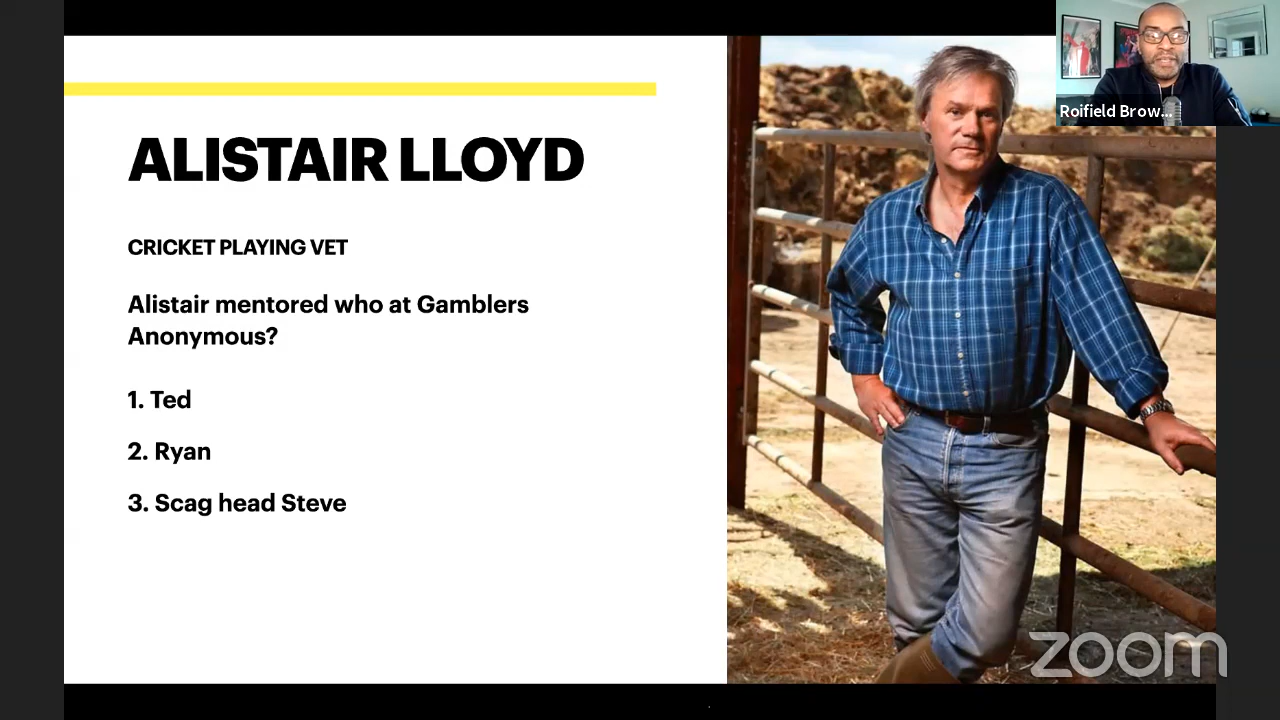 ALISTAIR LLOYD
CRICKET PLAYING VET
Alistair mentored who at Gamblers
Anonymous?
1. Ted
2. Ryan
3. Scag head Steve
Roifield Brow...
zoom